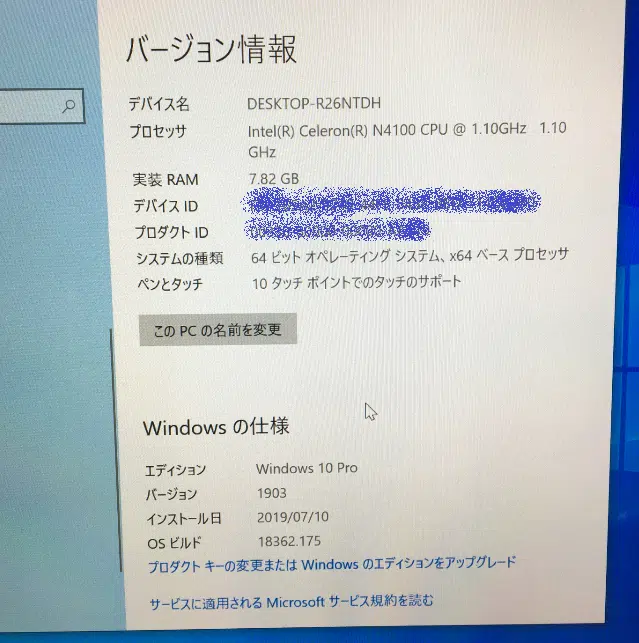 バージョン情報
デバイス名 DESKTOP-R26NTDH
プロセッサ Intel(R) Celeron(R) N4100 CPU @ 1.10GHz 1.10
GHz
実装 RAM 7.82 GB
デバイス ID
プロダクト ID
システムの種類 64 ビット オペレーティング システム、x64 ベース プロセッサ
ペンとタッチ 10 タッチ ポイントでのタッチのサポート
この PC の名前を変更
Windows の仕様
エディション Windows 10 Pro
バージョン 1903
インストール日 2019/07/10
OS ビルド 18362.175
プロダクト キーの変更または Windows のエディションをアップグレード
サービスに適用される Microsoft サービス規約を読む